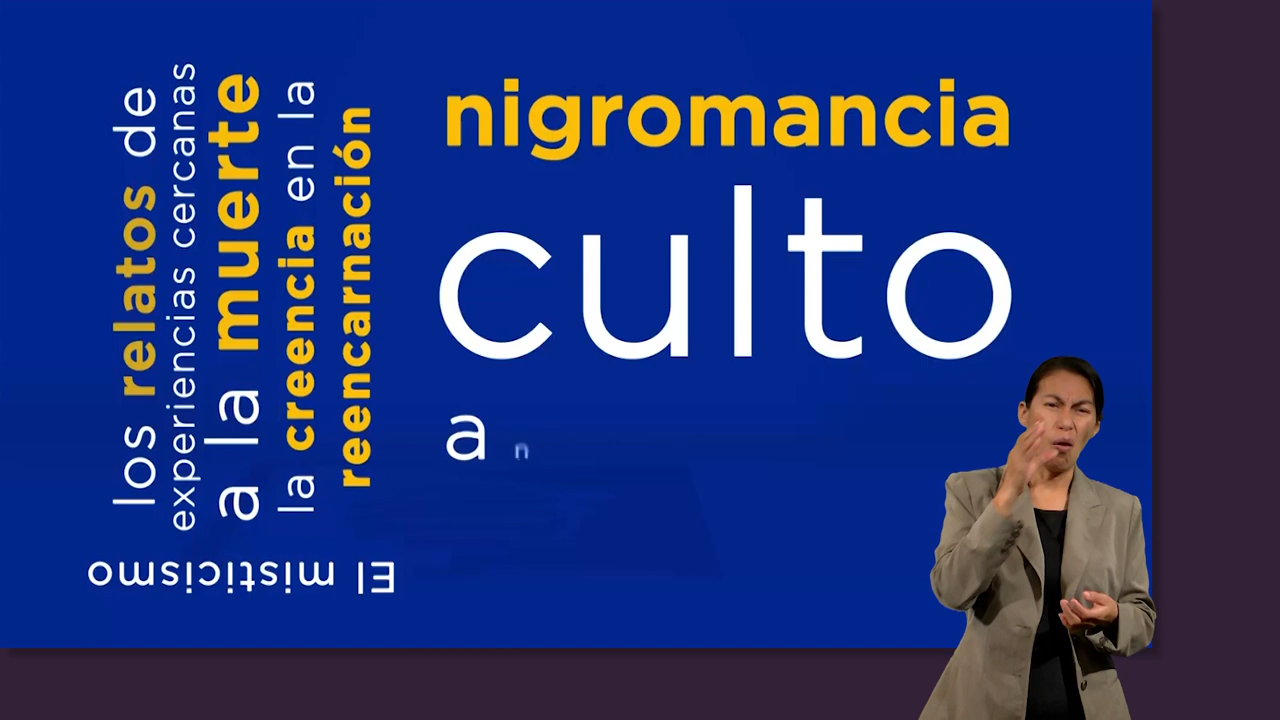 El misticismo
los relatos de
experiencias cercanas
a la muerte
la creencia en la
reencarnación
nigromancia
culto
a n